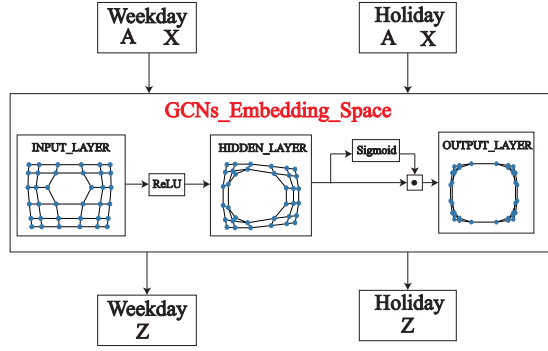 Weekday
A X
Holiday
A X
GCNs_Embedding_Space
INPUT_LAYER
HIDDEN_LAYER
OUTPUT_LAYER
Sigmoid
ReLU
Weekday
Z
Holiday
Z